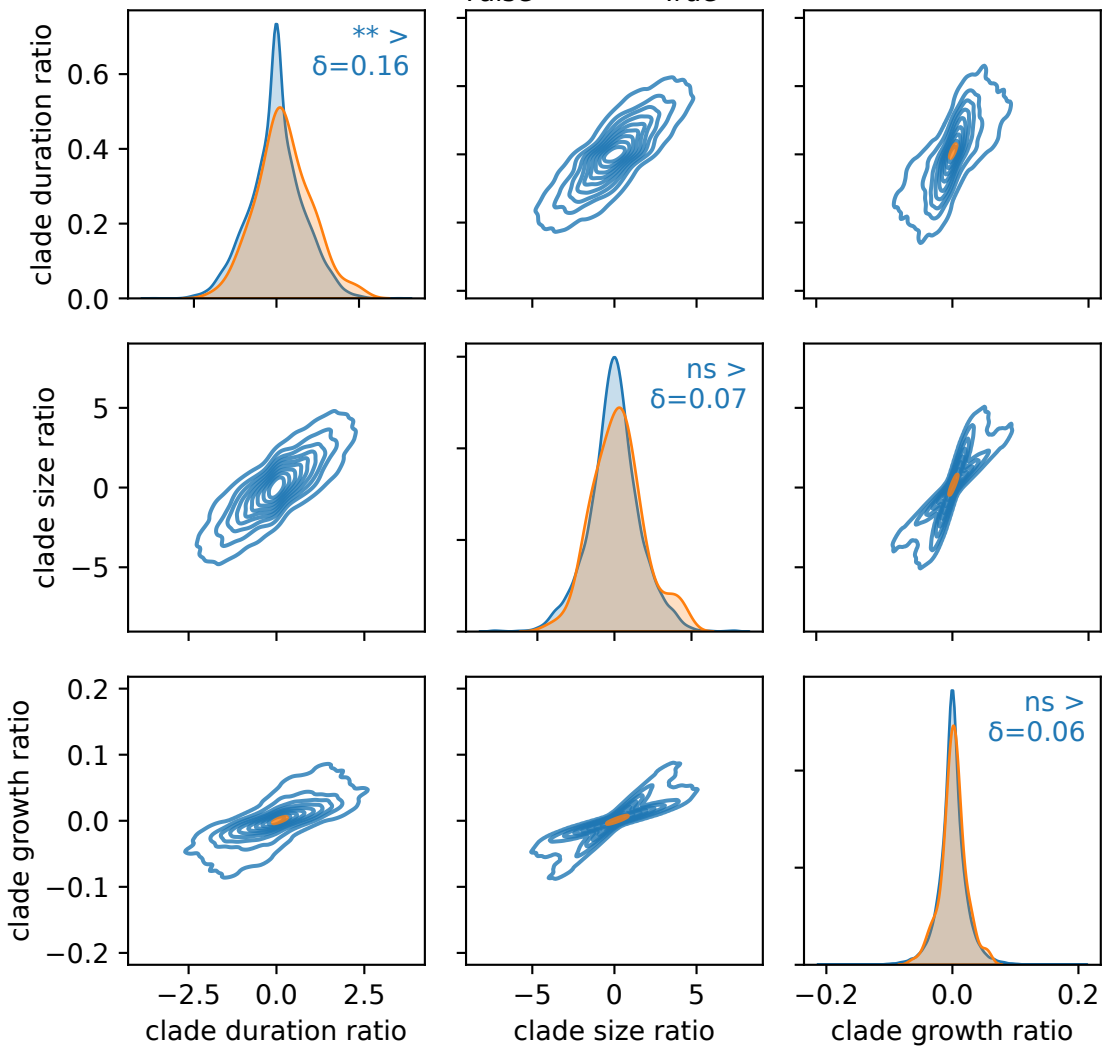 ** >
δ=0.16
clade duration ratio
0.6
0.4
0.2
0.0
ns >
δ=0.07
clade size ratio
5
0
−5
ns >
δ=0.06
clade growth ratio
0.2
0.1
0.0
−0.1
−0.2
−2.5 0.0 2.5
−5 0 5
−0.2 0.0 0.2
clade duration ratio
clade size ratio
clade growth ratio